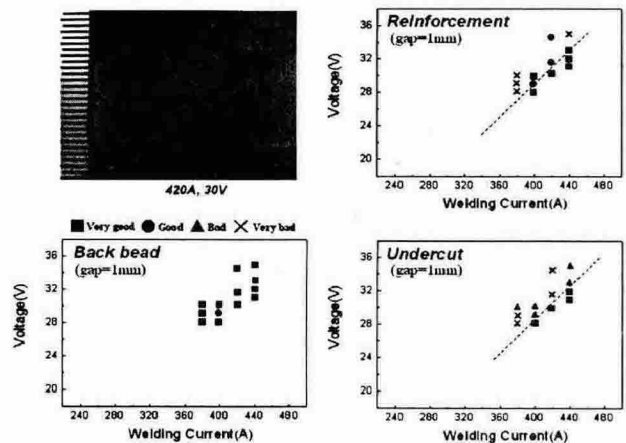 420A, 30V
Reinforcement
(gap=1mm)
Voltage(V)
36
32
28
24
20
240 280 320 360 400 440 480
Welding Current(A)
■ Very good ● Good ▲ Bad × Very bad
Back bead
(gap=1mm)
Voltage(V)
36
32
28
24
20
240 280 320 360 400 440 480
Welding Current(A)
Undercut
(gap=1mm)
Voltage(V)
36
32
28
24
20
240 280 320 360 400 440 480
Welding Current(A)